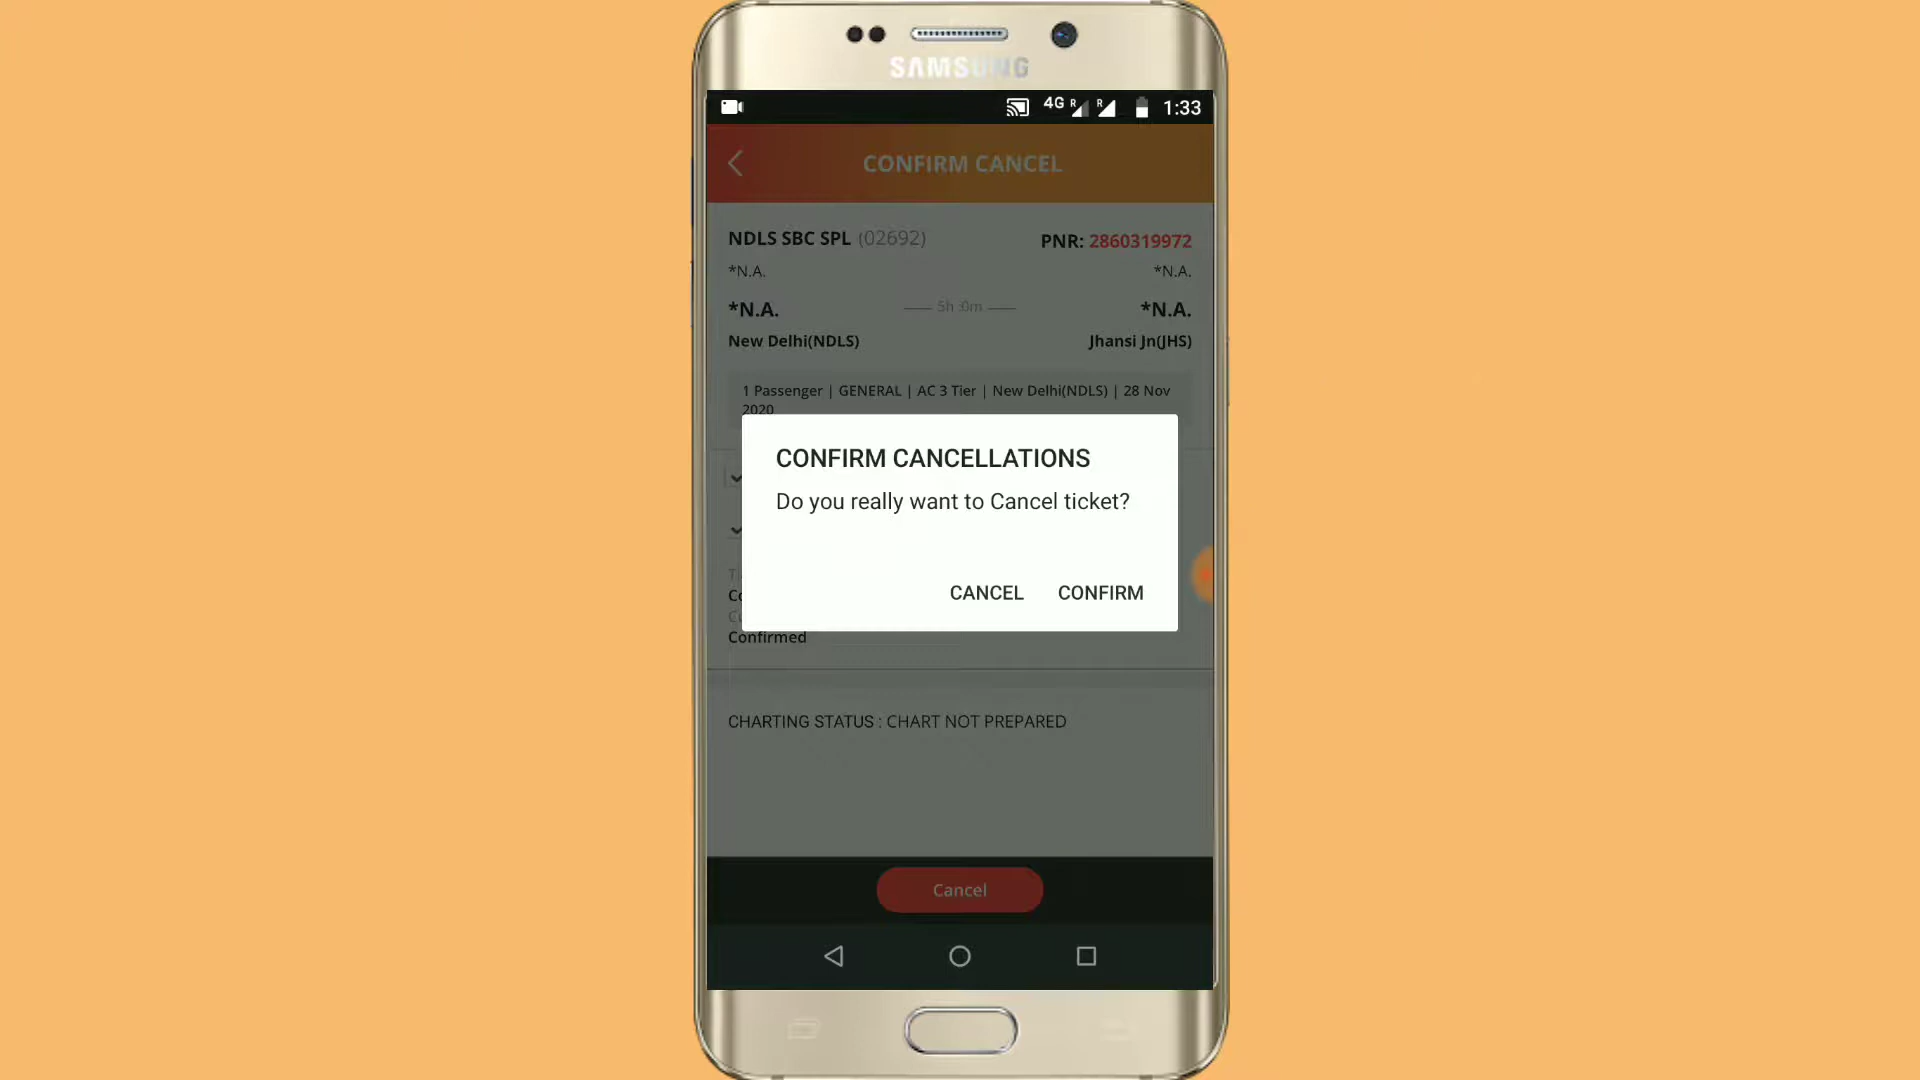 SAMSUNG
4G R R 1:33
CONFIRM CANCEL
NDLS SBC SPL (02692) PNR: 2860319972
*N.A. *N.A.
*N.A. 5h :0m *N.A.
New Delhi(NDLS) Jhansi Jn(JHS)
1 Passenger | GENERAL | AC 3 Tier | New Delhi(NDLS) | 28 Nov
2020
CONFIRM CANCELLATIONS
Do you really want to Cancel ticket?
CANCEL CONFIRM
Confirmed
CHARTING STATUS : CHART NOT PREPARED
Cancel